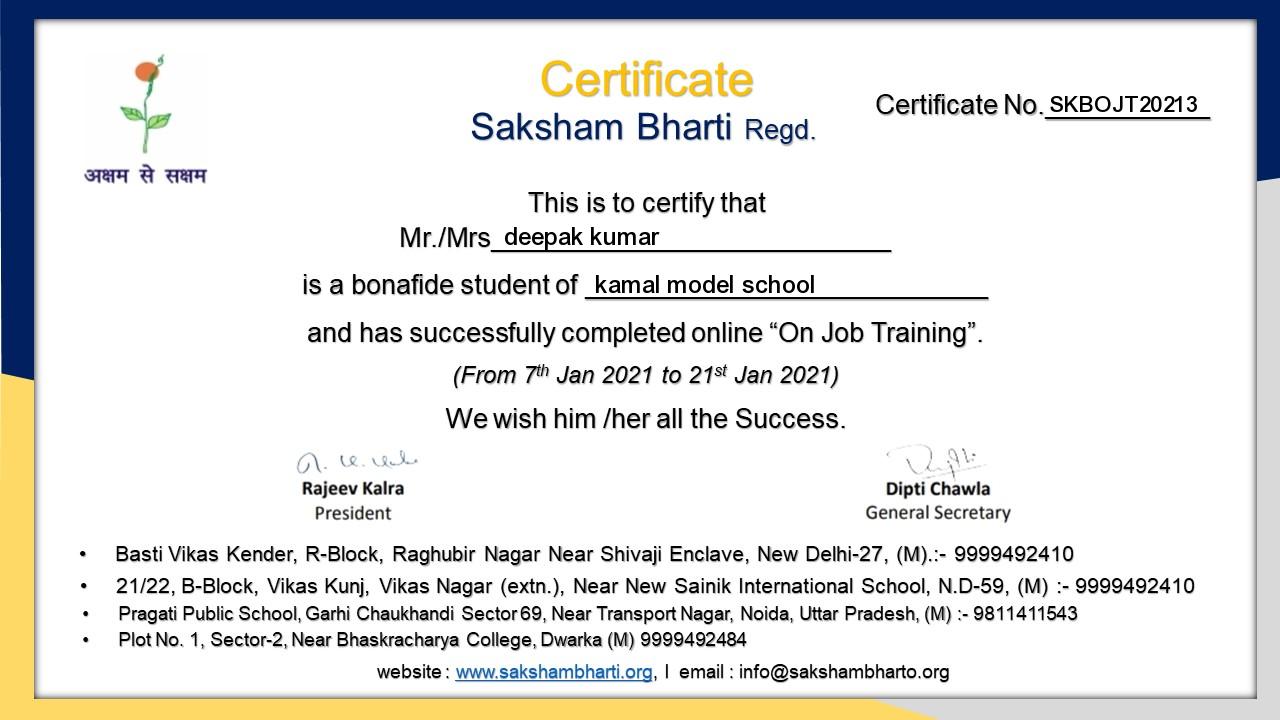 Certificate
Saksham Bharti Regd.
Certificate No. SKBOJT20213
अक्षम से सक्षम
This is to certify that
Mr./Mrs deepak kumar
is a bonafide student of kamal model school
and has successfully completed online “On Job Training”.
(From 7th Jan 2021 to 21st Jan 2021)
We wish him /her all the Success.
Rajeev Kalra
President
Dipti Chawla
General Secretary
• Basti Vikas Kender, R-Block, Raghubir Nagar Near Shivaji Enclave, New Delhi-27, (M).:- 9999492410
• 21/22, B-Block, Vikas Kunj, Vikas Nagar (extn.), Near New Sainik International School, N.D-59, (M) :- 9999492410
• Pragati Public School, Garhi Chaukhandi Sector 69, Near Transport Nagar, Noida, Uttar Pradesh, (M) :- 9811411543
• Plot No. 1, Sector-2, Near Bhaskracharya College, Dwarka (M) 9999492484
website : www.sakshambharti.org, I email : info@sakshambharto.org